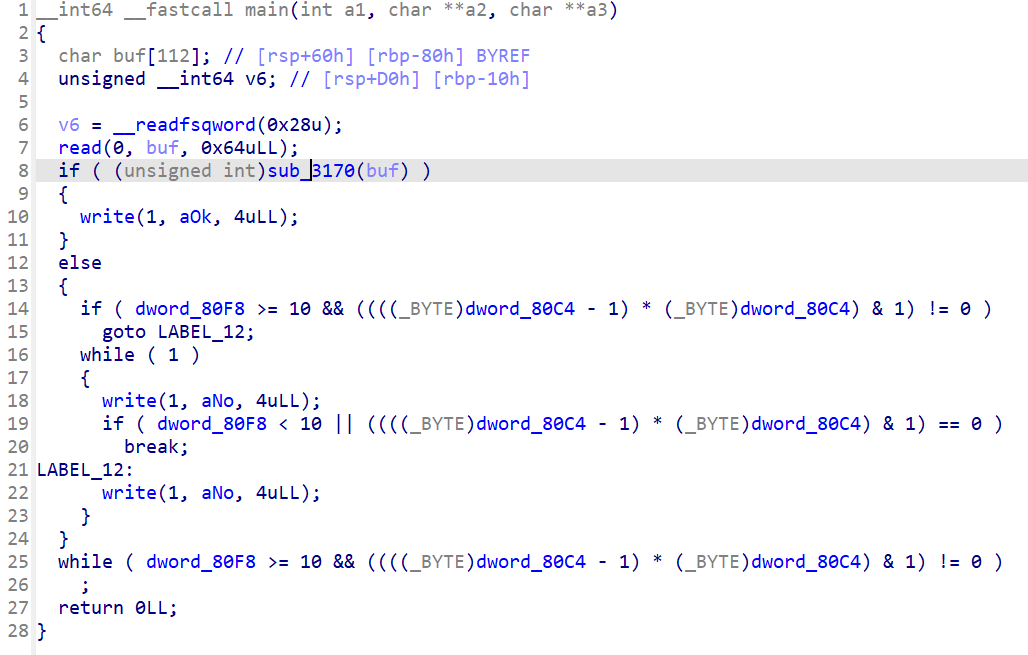 1 __int64 __fastcall main(int a1, char **a2, char **a3)
2 {
3   char buf[112]; // [rsp+60h] [rbp-80h] BYREF
4   unsigned __int64 v6; // [rsp+D0h] [rbp-10h]
5
6   v6 = __readfsqword(0x28u);
7   read(0, buf, 0x64uLL);
8   if ( (unsigned int)sub_3170(buf) )
9   {
10     write(1, aOk, 4uLL);
11   }
12   else
13   {
14     if ( dword_80F8 >= 10 && ((((_BYTE)dword_80C4 - 1) * (_BYTE)dword_80C4) & 1) != 0 )
15       goto LABEL_12;
16     while ( 1 )
17     {
18       write(1, aNo, 4uLL);
19       if ( dword_80F8 < 10 || ((((_BYTE)dword_80C4 - 1) * (_BYTE)dword_80C4) & 1) == 0 )
20         break;
21 LABEL_12:
22       write(1, aNo, 4uLL);
23     }
24   }
25   while ( dword_80F8 >= 10 && ((((_BYTE)dword_80C4 - 1) * (_BYTE)dword_80C4) & 1) != 0 )
26     ;
27   return 0LL;
28 }